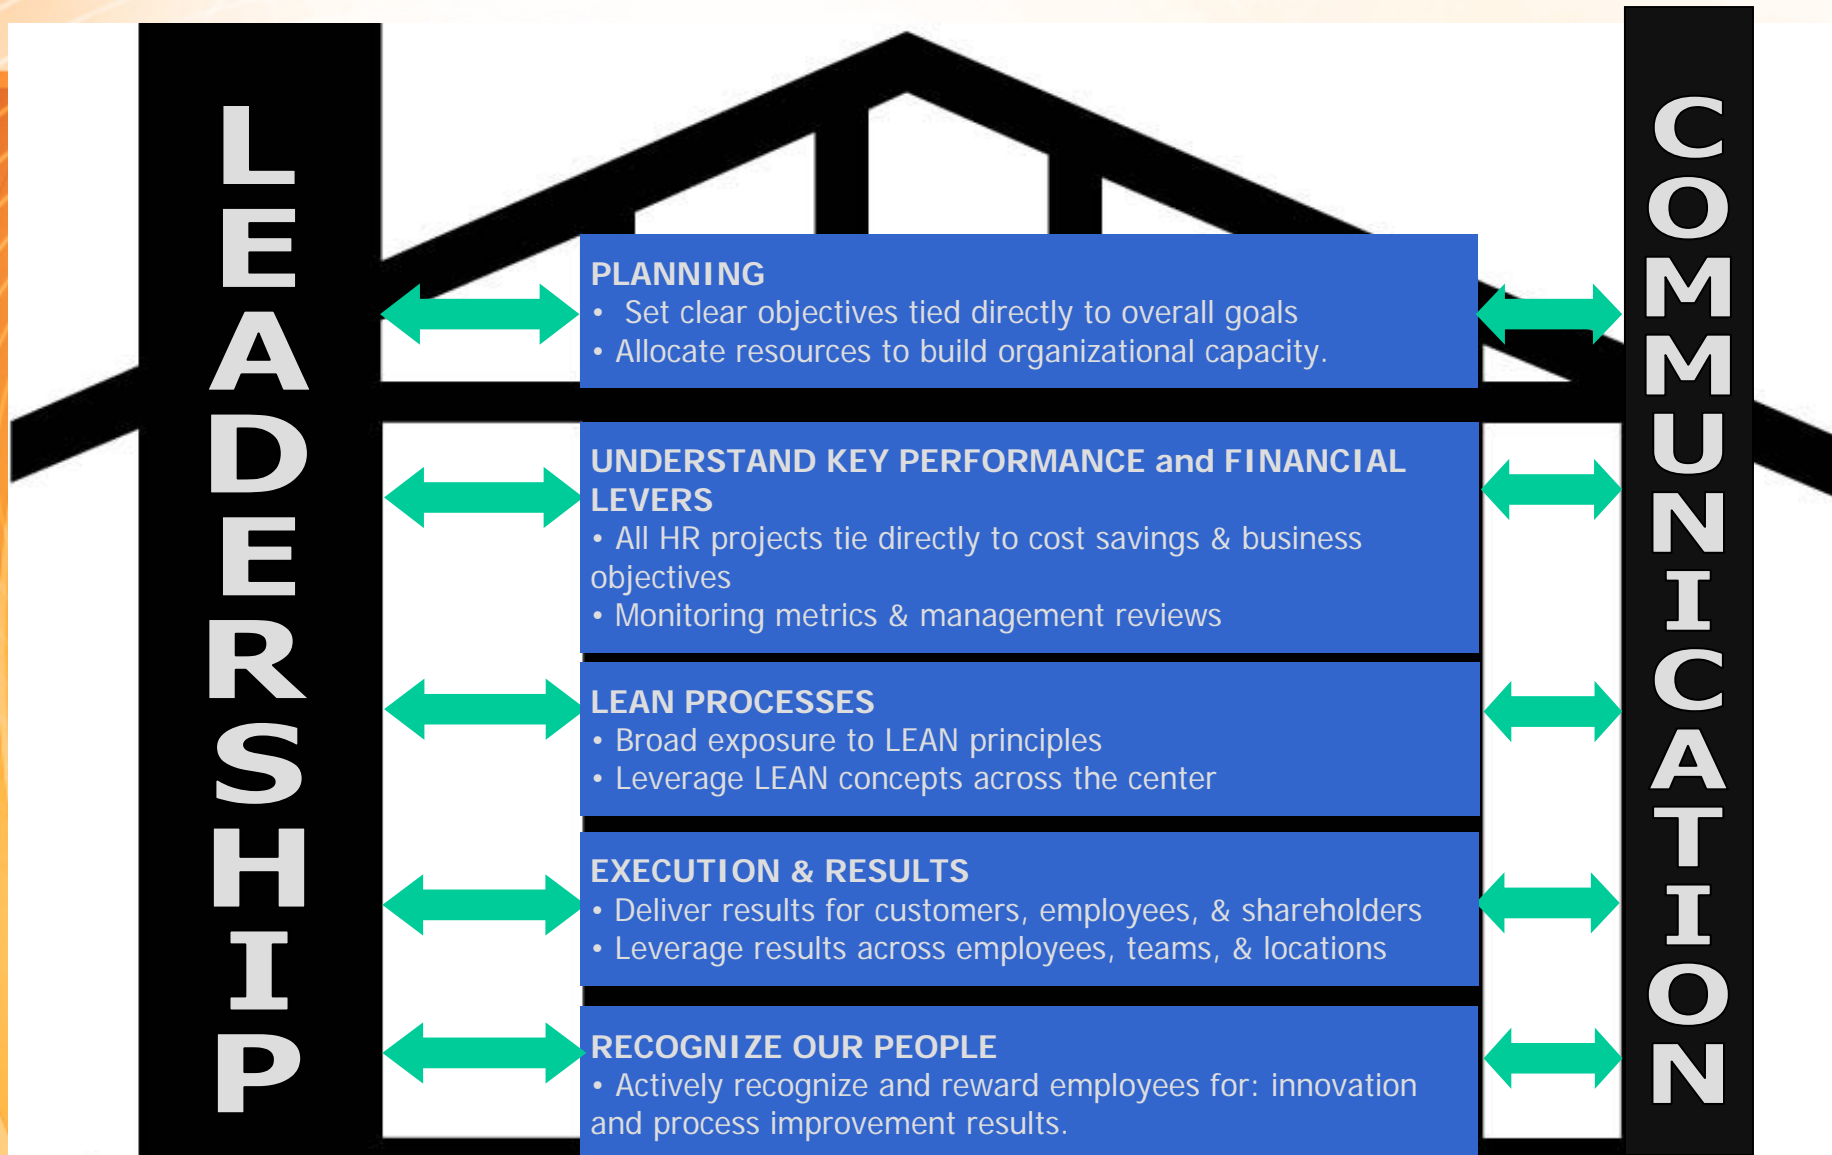 LEADERSHIP
PLANNING
• Set clear objectives tied directly to overall goals
• Allocate resources to build organizational capacity.
UNDERSTAND KEY PERFORMANCE and FINANCIAL
LEVERS
• All HR projects tie directly to cost savings & business
objectives
• Monitoring metrics & management reviews
LEAN PROCESSES
• Broad exposure to LEAN principles
• Leverage LEAN concepts across the center
EXECUTION & RESULTS
• Deliver results for customers, employees, & shareholders
• Leverage results across employees, teams, & locations
RECOGNIZE OUR PEOPLE
• Actively recognize and reward employees for: innovation
and process improvement results.
COMMUNICATION